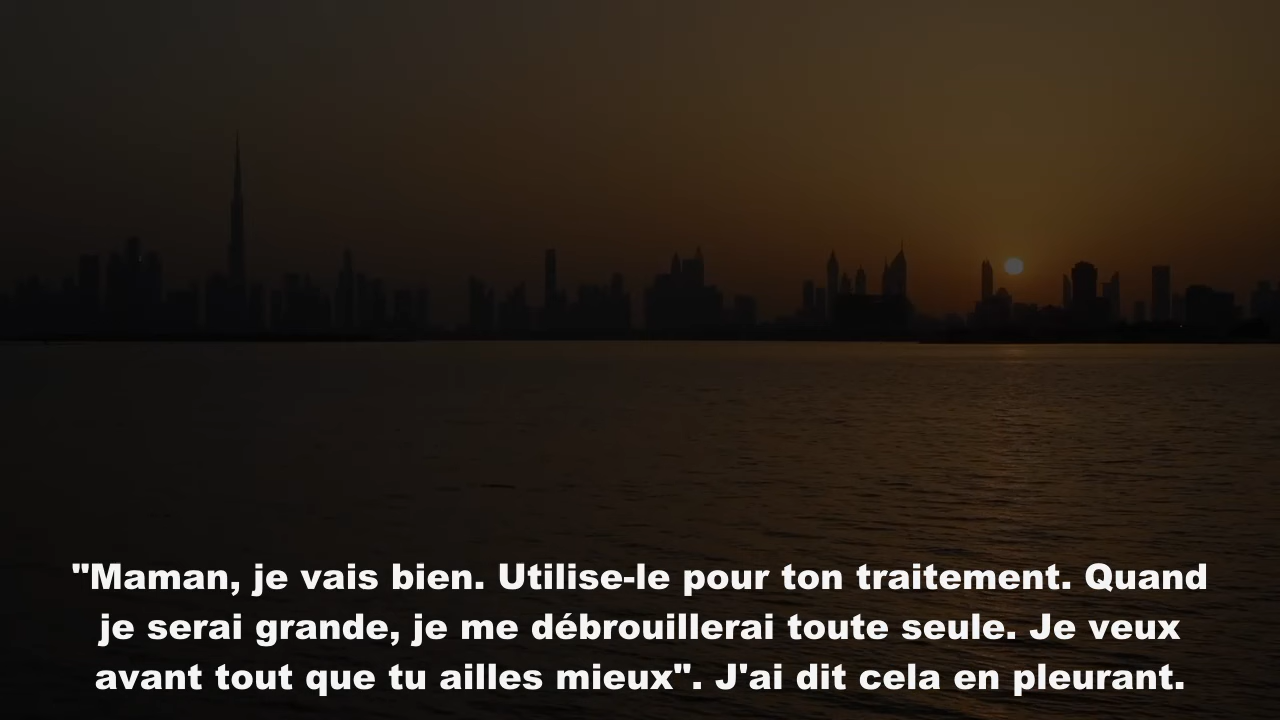 "Maman, je vais bien. Utilise-le pour ton traitement. Quand
je serai grande, je me débrouillerai toute seule. Je veux
avant tout que tu ailles mieux". J'ai dit cela en pleurant.